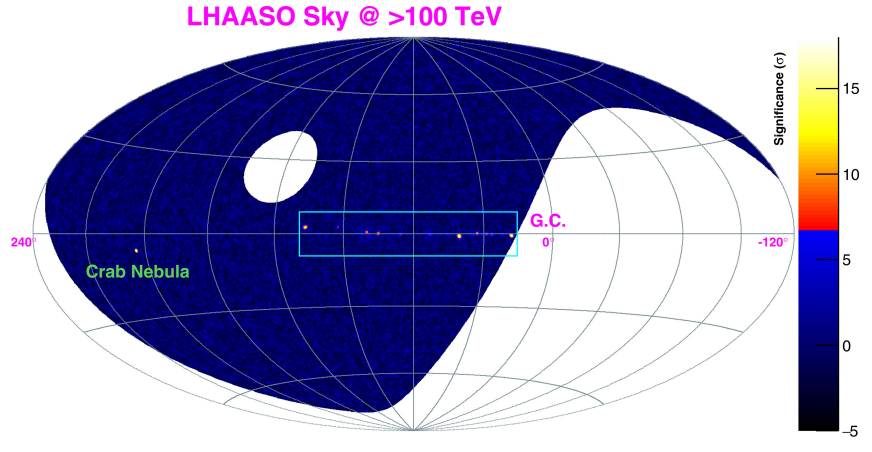 LHAASO Sky @ >100 TeV
Significance (σ)
15
10
5
0
−5
G.C.
240°
0°
-120°
Crab Nebula